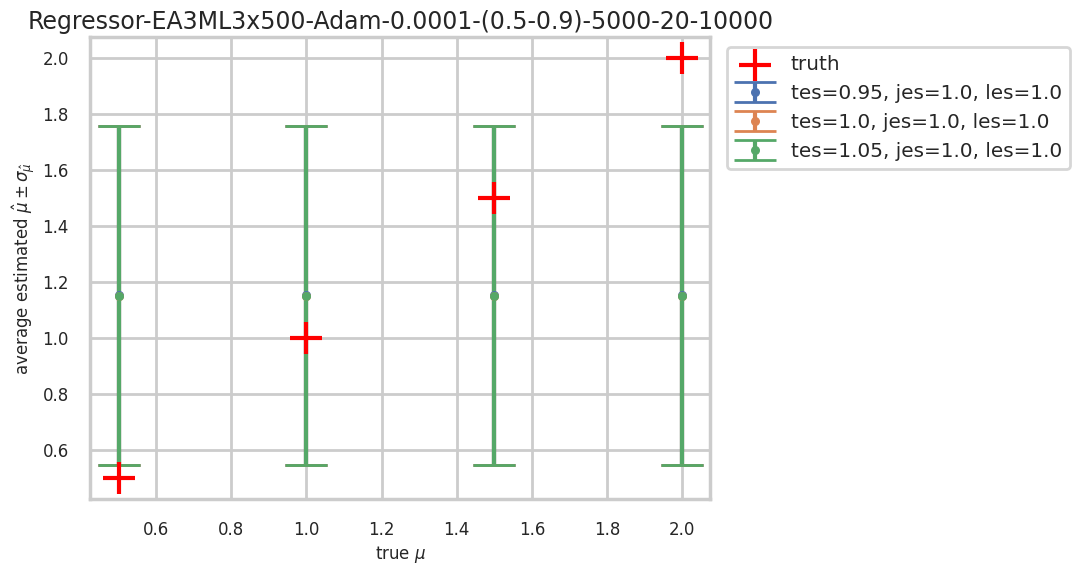 Regressor-EA3ML3x500-Adam-0.0001-(0.5-0.9)-5000-20-10000
2.0
1.8
1.6
1.4
1.2
1.0
0.8
0.6
average estimated $\hat{\mu} \pm \sigma_{\hat{\mu}}$
0.6 0.8 1.0 1.2 1.4 1.6 1.8 2.0
true μ
truth
tes=0.95, jes=1.0, les=1.0
tes=1.0, jes=1.0, les=1.0
tes=1.05, jes=1.0, les=1.0